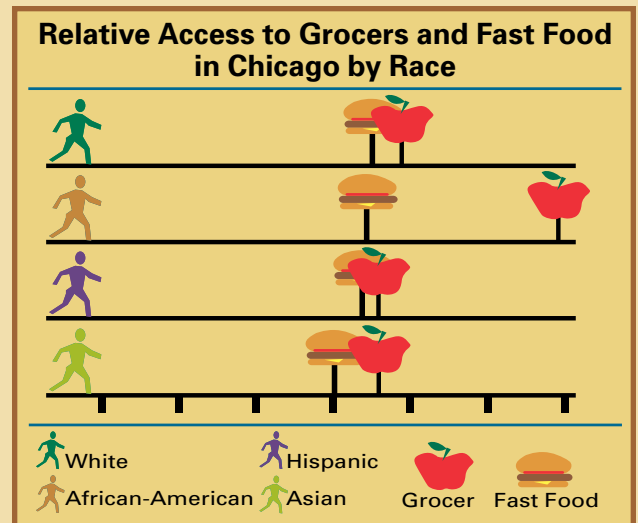 Relative Access to Grocers and Fast Food
in Chicago by Race
White
Hispanic
African-American
Asian
Grocer
Fast Food